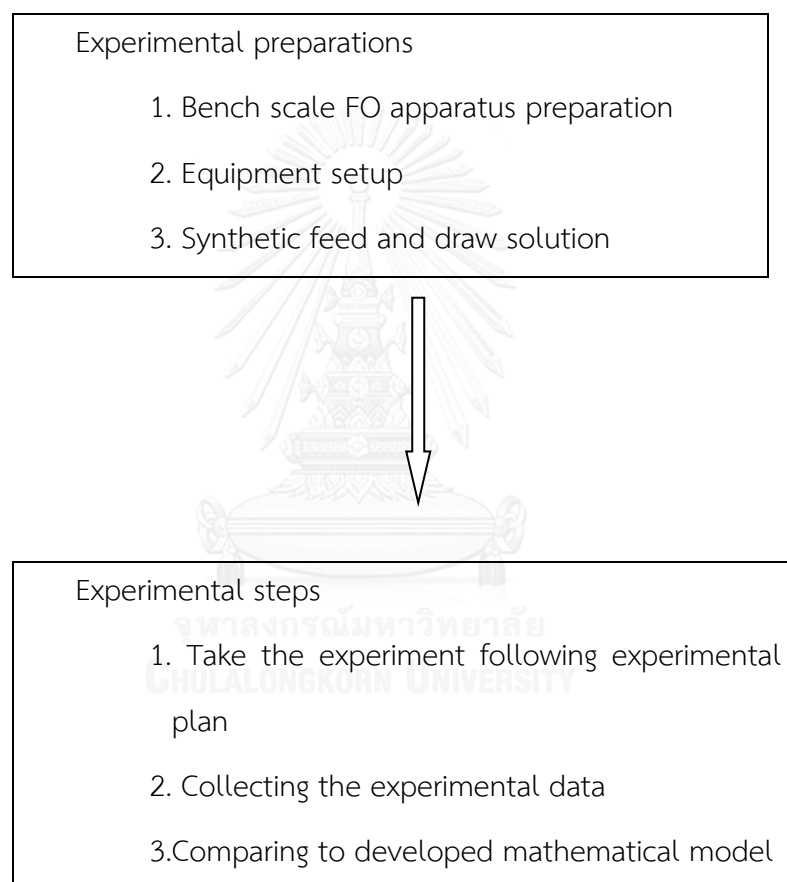 Experimental preparations
1. Bench scale FO apparatus preparation
2. Equipment setup
3. Synthetic feed and draw solution
Experimental steps
จุฬาลงกรณ์มหาวิทยาลัย
1. Take the experiment following experimental
CHULALONGKORN UNIVERSITY
plan
2. Collecting the experimental data
3.Comparing to developed mathematical model